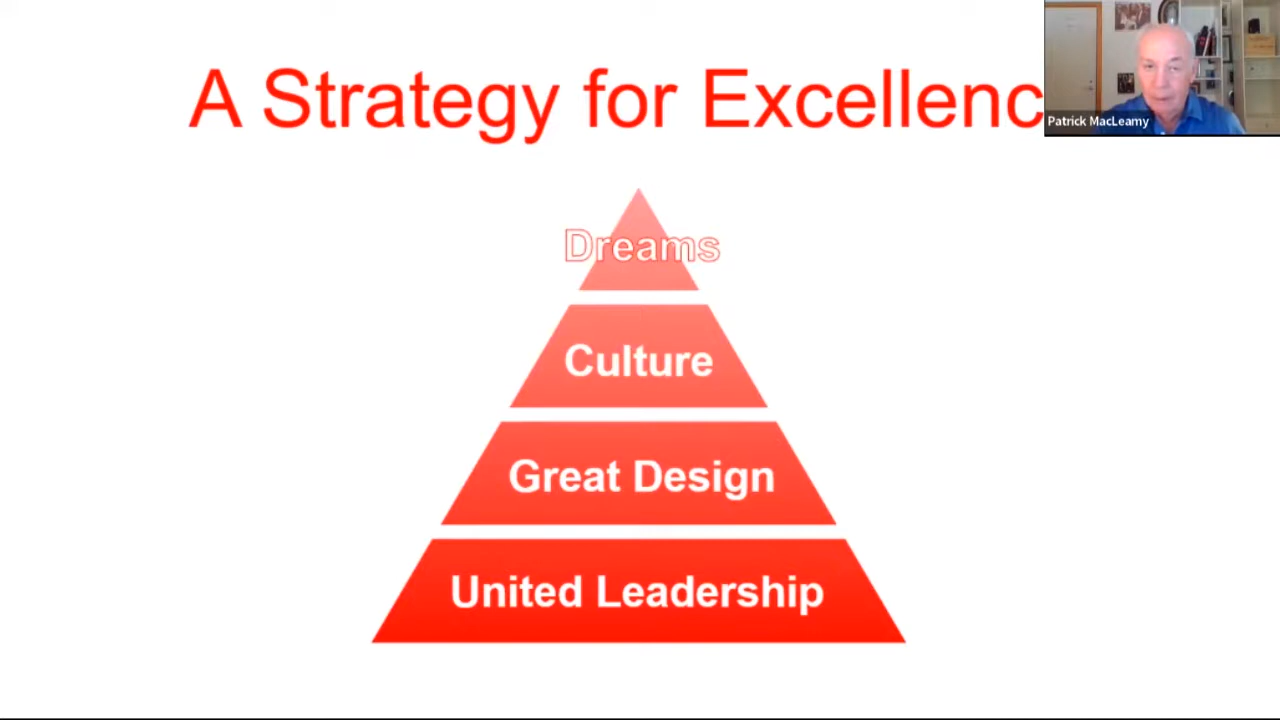 A Strategy for Excellenc
Patrick MacLeamy
Dreams
Culture
Great Design
United Leadership